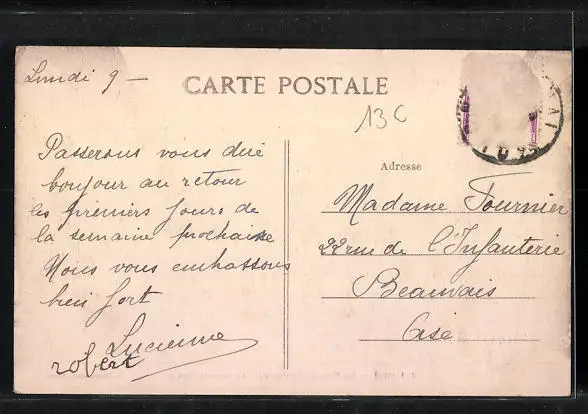 Lundi 9 —
CARTE POSTALE
13 C
Adresse
Passerons vous dire
bonjour au retour
les premiers jours de
la semaine prochaine
Nous vous embrassons
bien fort
Lucienne
robert
Madame Fournier
22 rue de l'Infanterie
Beauvais
Oise